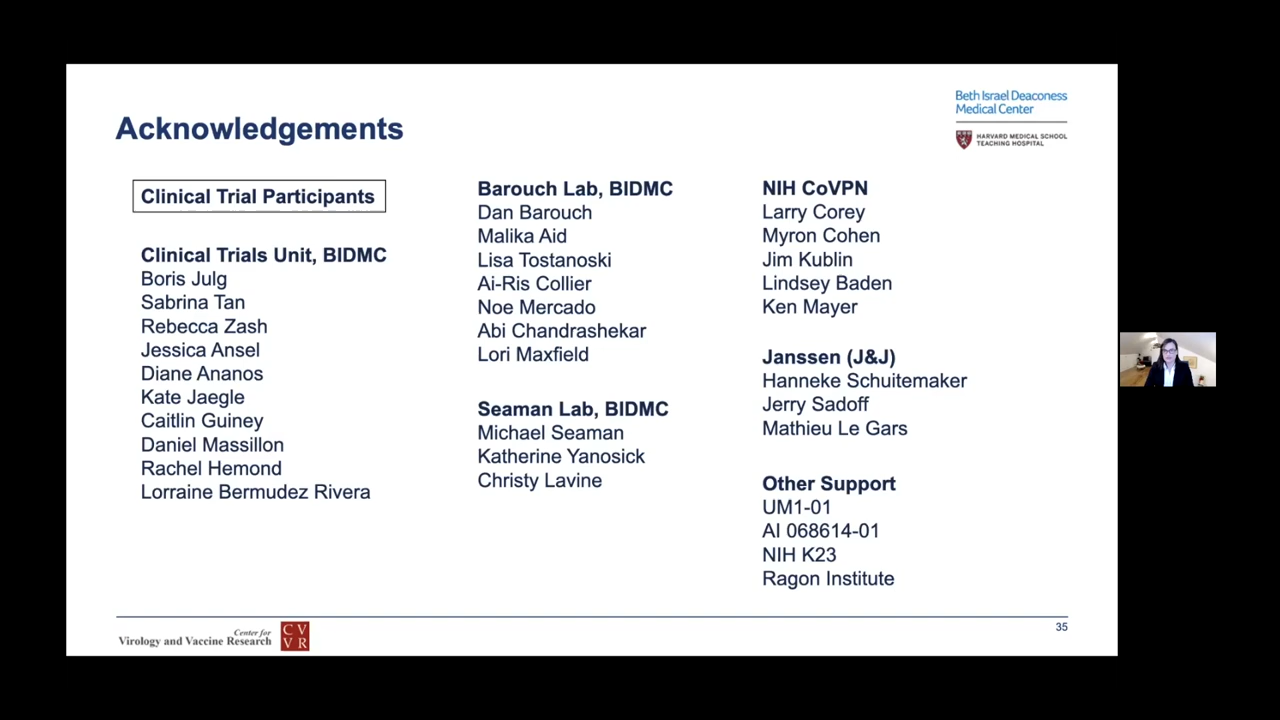 Acknowledgements
Beth Israel Deaconess
Medical Center
HARVARD MEDICAL SCHOOL
TEACHING HOSPITAL
Clinical Trial Participants
Clinical Trials Unit, BIDMC
Boris Julg
Sabrina Tan
Rebecca Zash
Jessica Ansel
Diane Ananos
Kate Jaegle
Caitlin Guiney
Daniel Massillon
Rachel Hemond
Lorraine Bermudez Rivera
Barouch Lab, BIDMC
Dan Barouch
Malika Aid
Lisa Tostanoski
Ai-Ris Collier
Noe Mercado
Abi Chandrashekar
Lori Maxfield
Seaman Lab, BIDMC
Michael Seaman
Katherine Yanosick
Christy Lavine
NIH CoVPN
Larry Corey
Myron Cohen
Jim Kublin
Lindsey Baden
Ken Mayer
Janssen (J&J)
Hanneke Schuitemaker
Jerry Sadoff
Mathieu Le Gars
Other Support
UM1-01
AI 068614-01
NIH K23
Ragon Institute
Center for
Virology and Vaccine Research
CV
VR
35